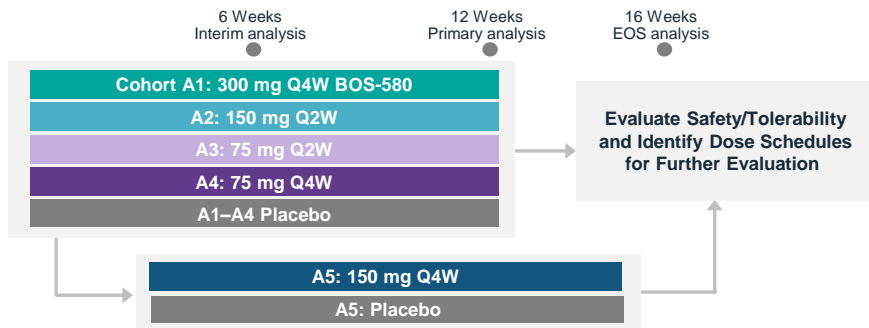 6 Weeks
Interim analysis
12 Weeks
Primary analysis
16 Weeks
EOS analysis
Cohort A1: 300 mg Q4W BOS-580
A2: 150 mg Q2W
A3: 75 mg Q2W
A4: 75 mg Q4W
A1–A4 Placebo
Evaluate Safety/Tolerability
and Identify Dose Schedules
for Further Evaluation
A5: 150 mg Q4W
A5: Placebo